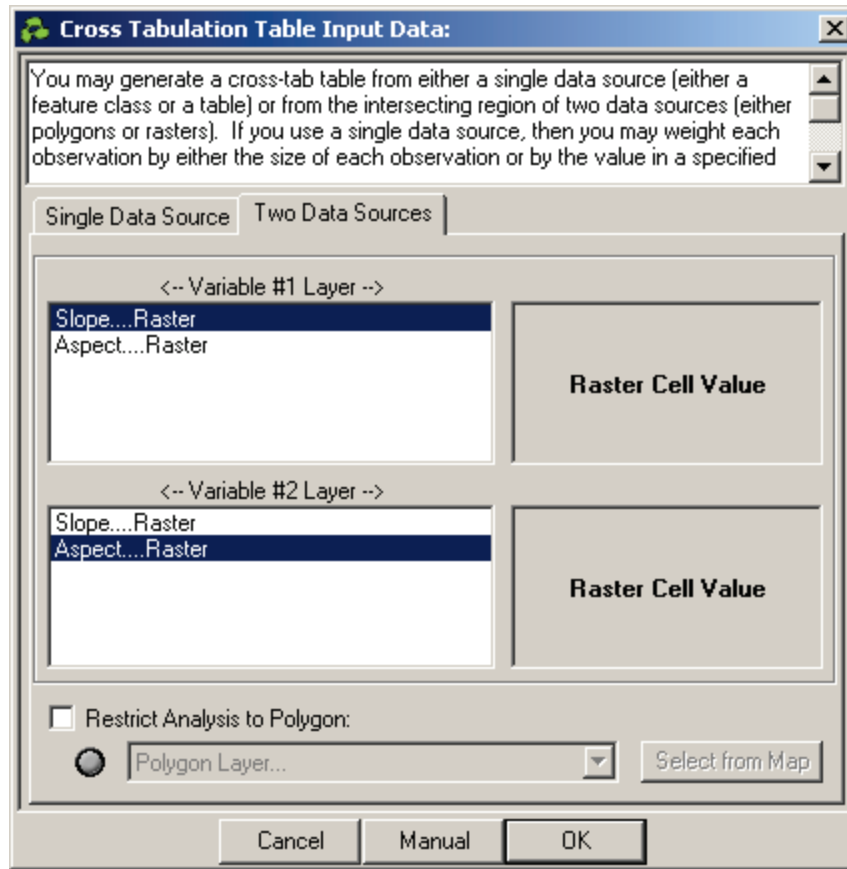 Cross Tabulation Table Input Data:
You may generate a cross-tab table from either a single data source (either a
feature class or a table) or from the intersecting region of two data sources (either
polygons or rasters).  If you use a single data source, then you may weight each
observation by either the size of each observation or by the value in a specified
Single Data Source
Two Data Sources
<-- Variable #1 Layer -->
Slope....Raster
Aspect....Raster
Raster Cell Value
<-- Variable #2 Layer -->
Slope....Raster
Aspect....Raster
Raster Cell Value
Restrict Analysis to Polygon:
Polygon Layer...
Select from Map
Cancel
Manual
OK